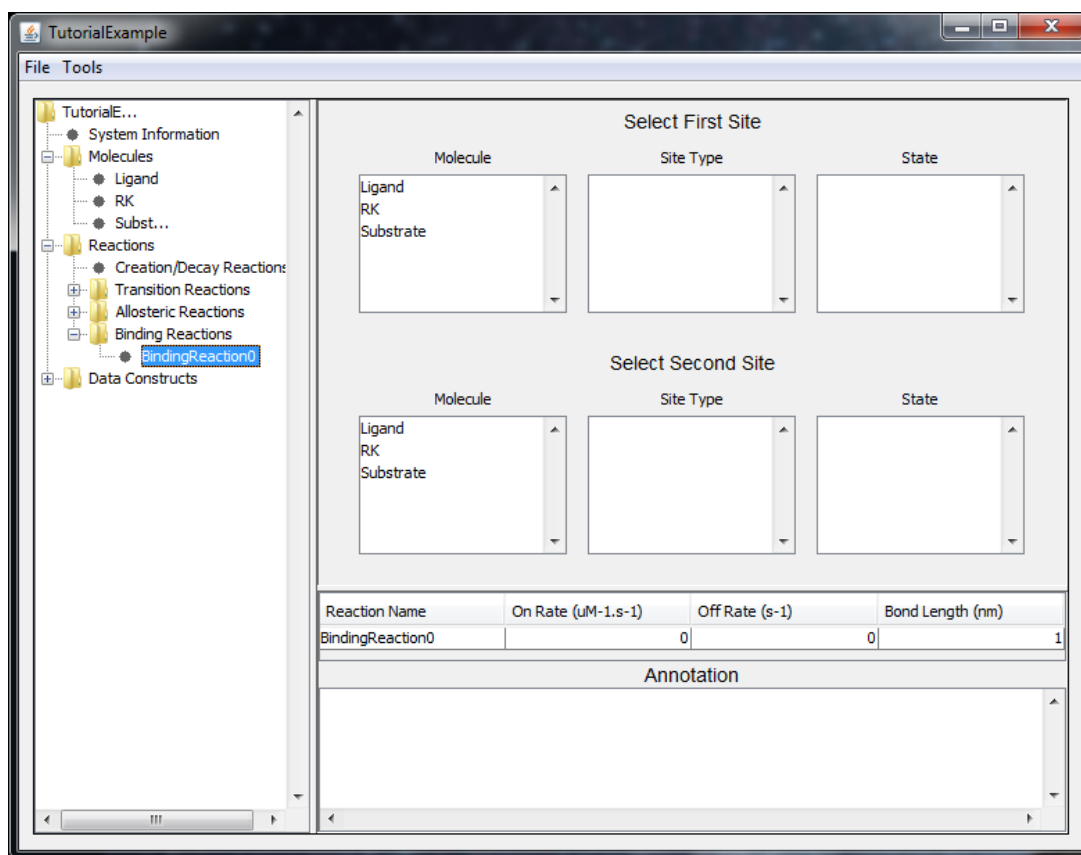 TutorialExample
File Tools
TutorialE...
System Information
Molecules
Ligand
RK
Subst...
Reactions
Creation/Decay Reactions
Transition Reactions
Allosteric Reactions
Binding Reactions
BindingReaction0
Data Constructs
Select First Site
Molecule Site Type State
Ligand
RK
Substrate
Select Second Site
Molecule Site Type State
Ligand
RK
Substrate
Reaction Name On Rate (uM-1.s-1) Off Rate (s-1) Bond Length (nm)
BindingReaction0 0 0 1
Annotation